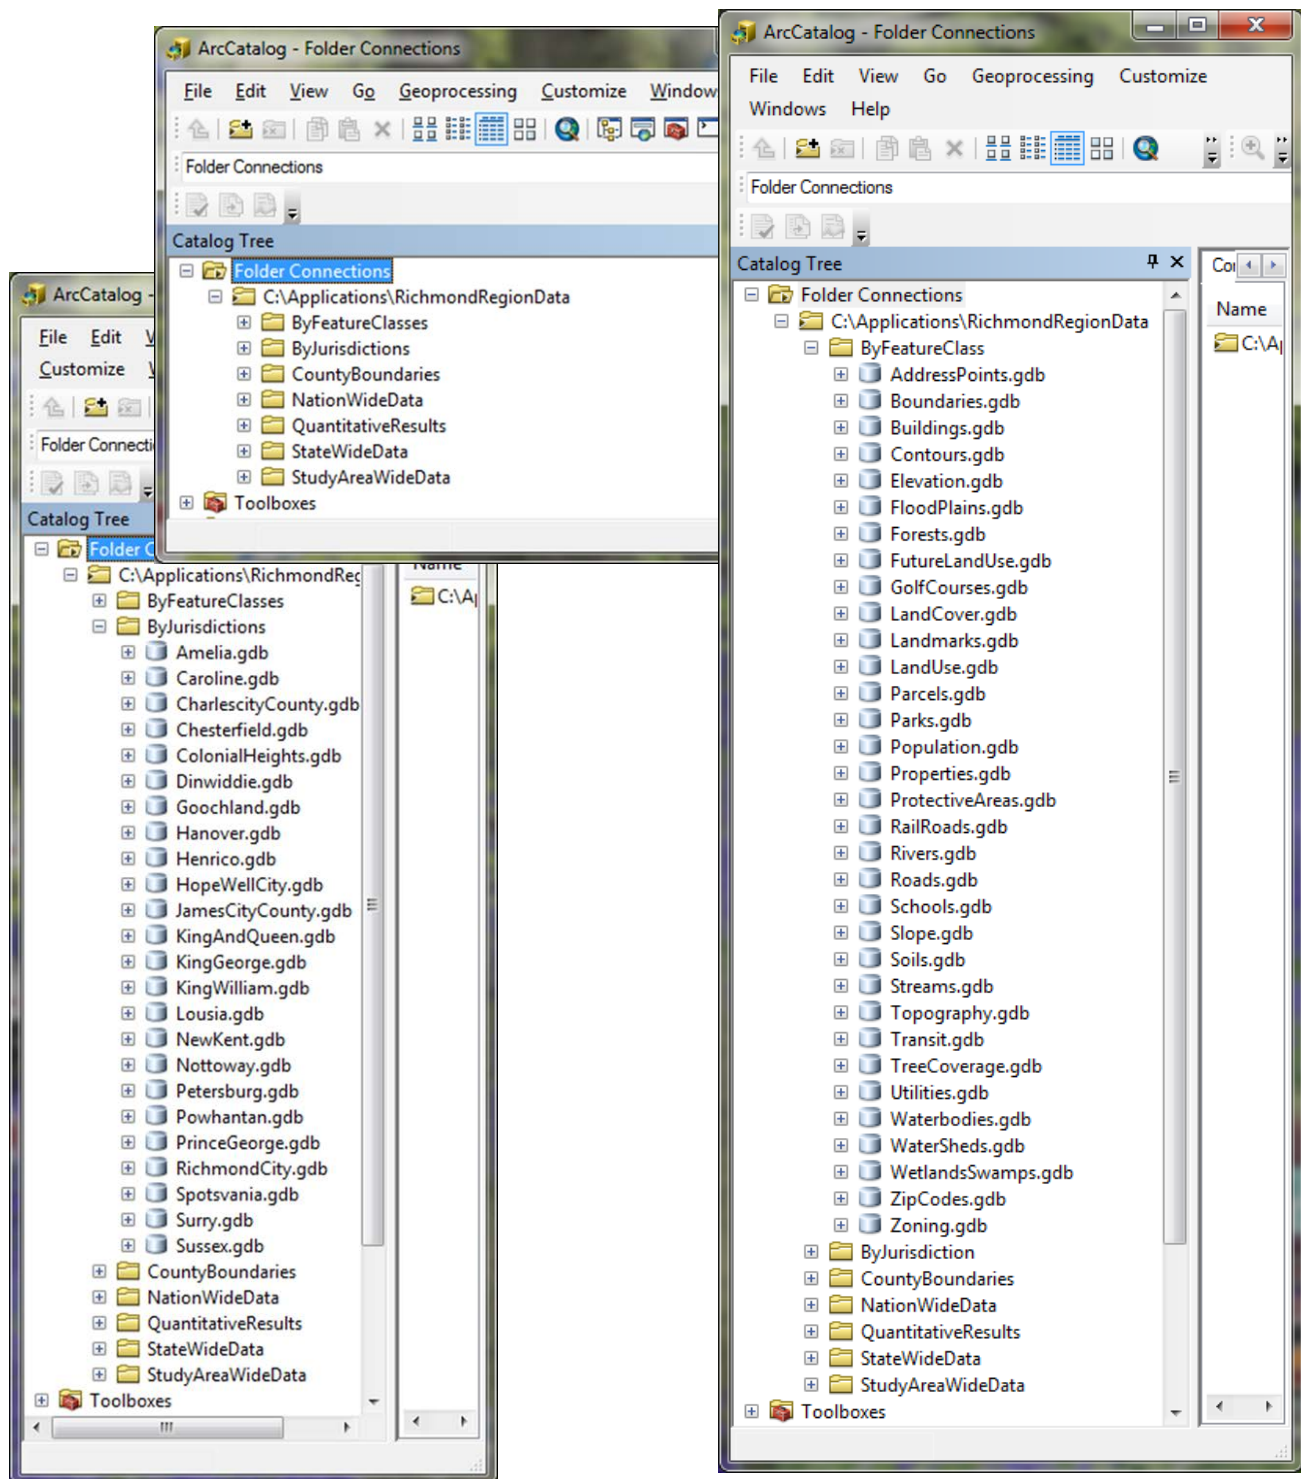 ArcCatalog - Folder Connections
File Edit View Go Geoprocessing Customize Window
Folder Connections
Catalog Tree
Folder Connections
C:\Applications\RichmondRegionData
ByFeatureClasses
ByJurisdictions
CountyBoundaries
NationWideData
QuantitativeResults
StateWideData
StudyAreaWideData
Toolboxes
ArcCatalog -
File Edit V
Customize
Folder Connecti
Catalog Tree
Folder C
Name
C:\Applications\RichmondReg
C:\A
ByFeatureClasses
ByJurisdictions
Amelia.gdb
Caroline.gdb
CharlescityCounty.gdb
Chesterfield.gdb
ColonialHeights.gdb
Dinwiddie.gdb
Goochland.gdb
Hanover.gdb
Henrico.gdb
HopeWellCity.gdb
JamesCityCounty.gdb
KingAndQueen.gdb
KingGeorge.gdb
KingWilliam.gdb
Lousia.gdb
NewKent.gdb
Nottoway.gdb
Petersburg.gdb
Powhantan.gdb
PrinceGeorge.gdb
RichmondCity.gdb
Spotsvania.gdb
Surry.gdb
Sussex.gdb
CountyBoundaries
NationWideData
QuantitativeResults
StateWideData
StudyAreaWideData
Toolboxes
ArcCatalog - Folder Connections
File Edit View Go Geoprocessing Customize
Windows Help
Folder Connections
Catalog Tree
Folder Connections
Name
C:\Applications\RichmondRegionData
C:\A
ByFeatureClass
AddressPoints.gdb
Boundaries.gdb
Buildings.gdb
Contours.gdb
Elevation.gdb
FloodPlains.gdb
Forests.gdb
FutureLandUse.gdb
GolfCourses.gdb
LandCover.gdb
Landmarks.gdb
LandUse.gdb
Parcels.gdb
Parks.gdb
Population.gdb
Properties.gdb
ProtectiveAreas.gdb
RailRoads.gdb
Rivers.gdb
Roads.gdb
Schools.gdb
Slope.gdb
Soils.gdb
Streams.gdb
Topography.gdb
Transit.gdb
TreeCoverage.gdb
Utilities.gdb
Waterbodies.gdb
WaterSheds.gdb
WetlandsSwamps.gdb
ZipCodes.gdb
Zoning.gdb
ByJurisdiction
CountyBoundaries
NationWideData
QuantitativeResults
StateWideData
StudyAreaWideData
Toolboxes